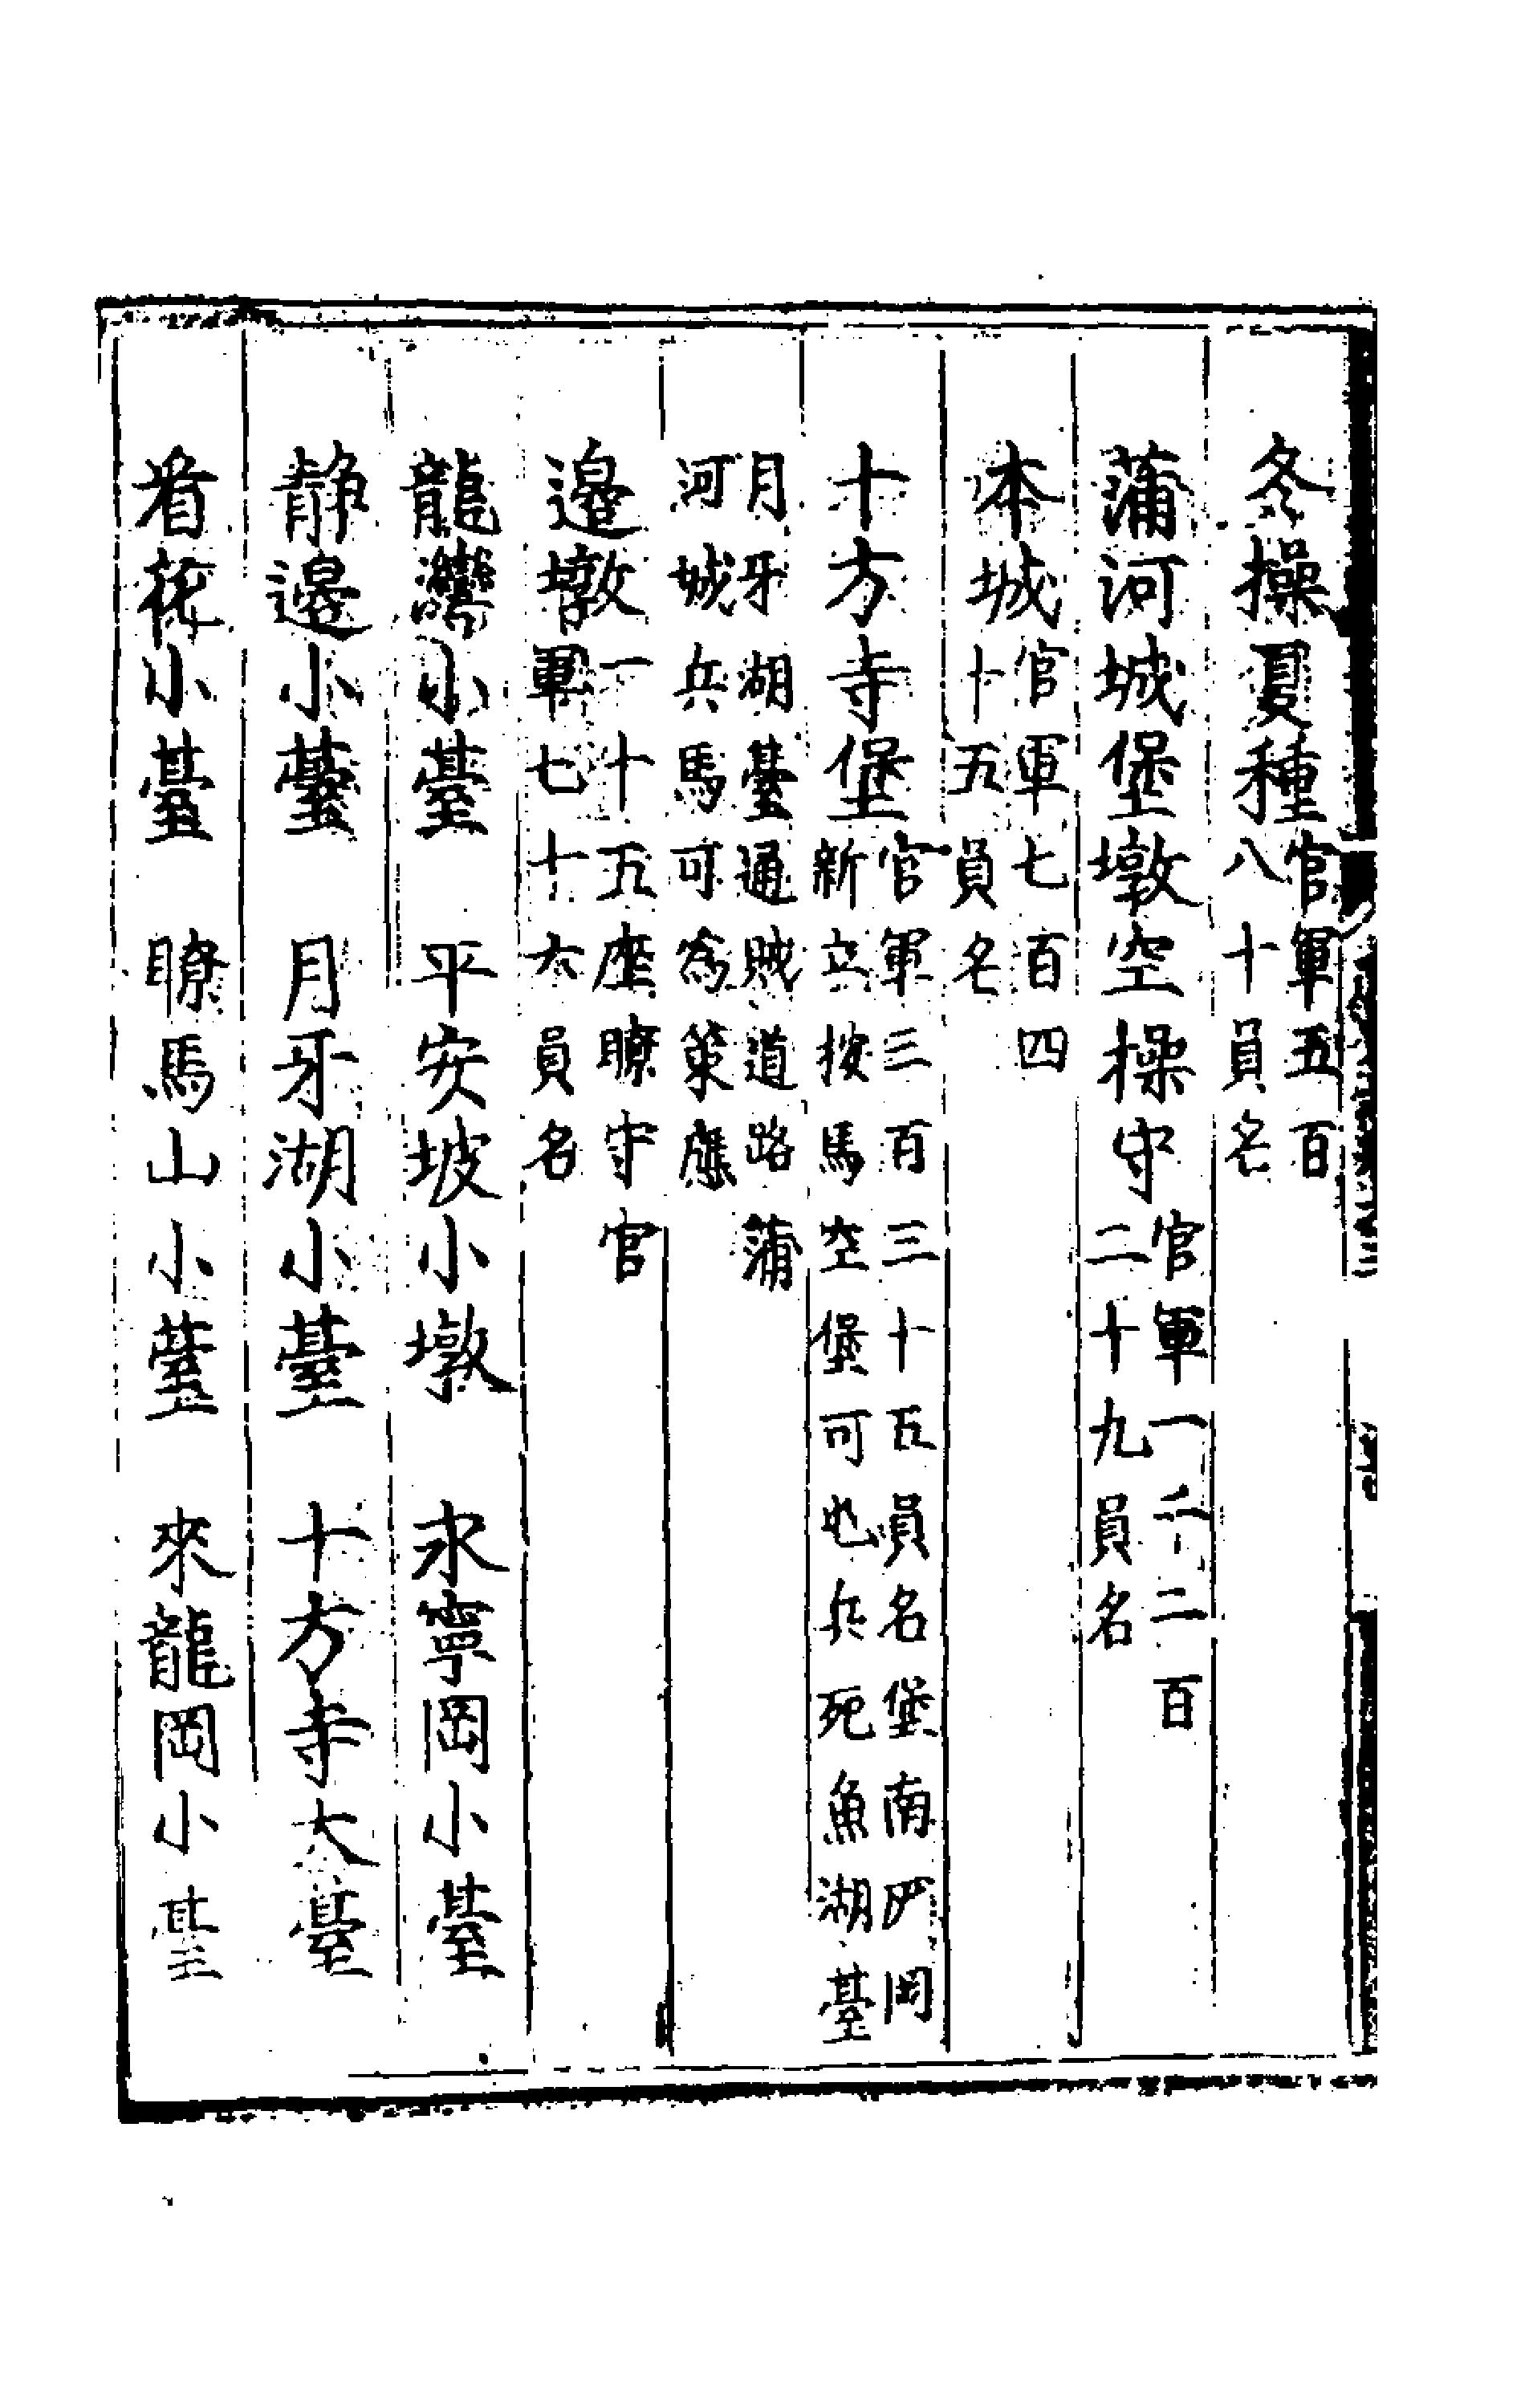 冬操夏種官軍五百八十員名
蒲河城堡墩空操守官軍一千二百二十九員名
本城官軍七百四十五員名
十方寺堡官軍三百三十五員名堡南岡新立按馬空堡可屯兵死魚湖臺
月牙湖臺通賊道路蒲河城兵馬可為策應
邉墩一十五座瞭守官軍七十六員名
龍灣小臺　平安坡小墩　永寧岡小臺
静邉小臺　月牙湖小臺　十方寺大臺
看花小臺　瞭馬山小臺　來龍岡小臺